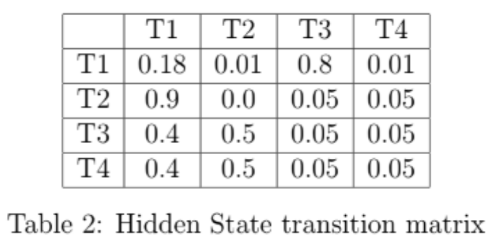 T1 T2 T3 T4
T1 0.18 0.01 0.8 0.01
T2 0.9 0.0 0.05 0.05
T3 0.4 0.5 0.05 0.05
T4 0.4 0.5 0.05 0.05
Table 2: Hidden State transition matrix